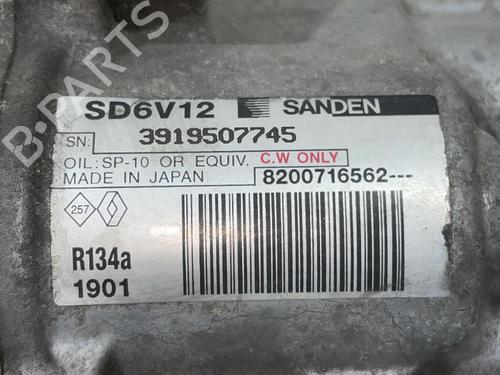 SD6V12 SANDEN
SN: 3919507745
OIL: SP-10 OR EQUIV. C.W ONLY
MADE IN JAPAN 8200716562---
257
R134a
1901
B-PARTS